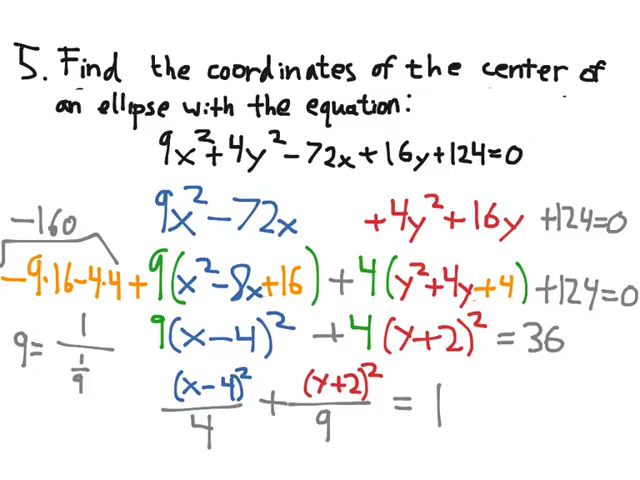 5. Find the coordinates of the center of
an ellipse with the equation:
9x²+4y²-72x+16y+124=0
9x²-72x +4y²+16y +124=0
-160
-9·16-4·4+9(x²-8x+16)+4(y²+4y+4)+124=0
9(x-4)² +4(y+2)²=36
9=1/(1/9)
(x-4)²/4+(y+2)²/9=1